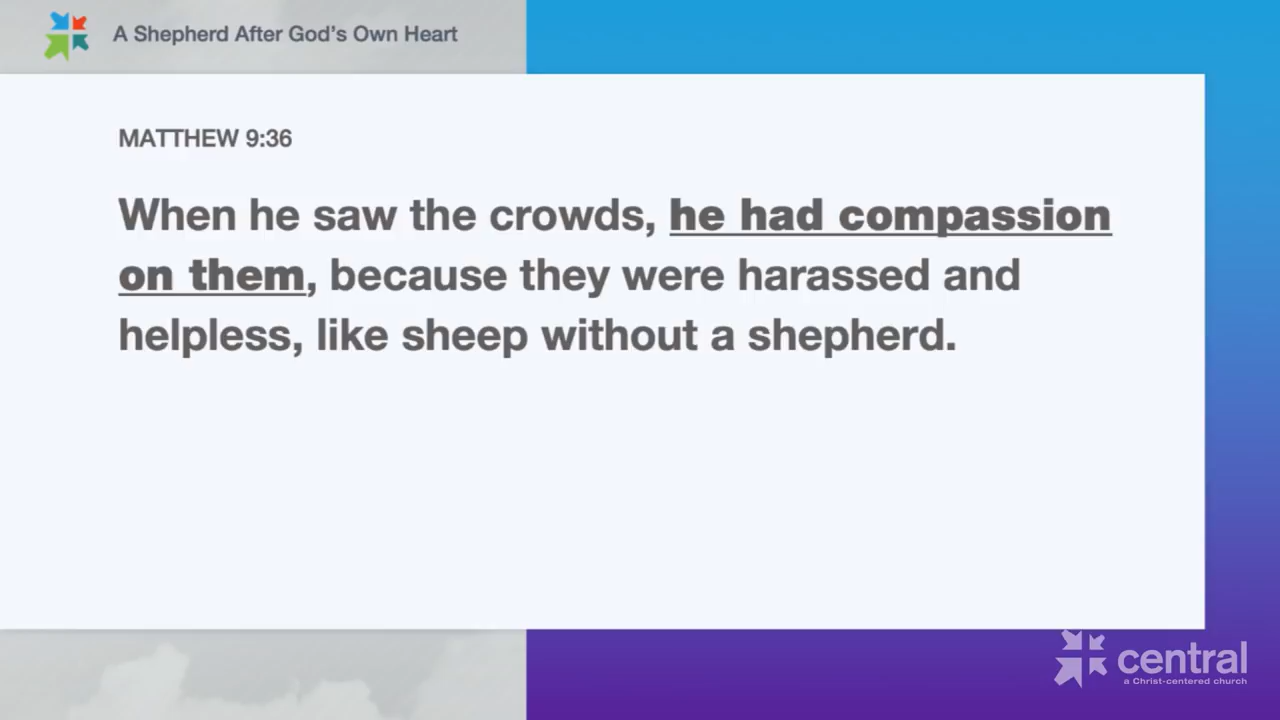 A Shepherd After God's Own Heart
MATTHEW 9:36
When he saw the crowds, he had compassion
on them, because they were harassed and
helpless, like sheep without a shepherd.
central
a Christ-centered church